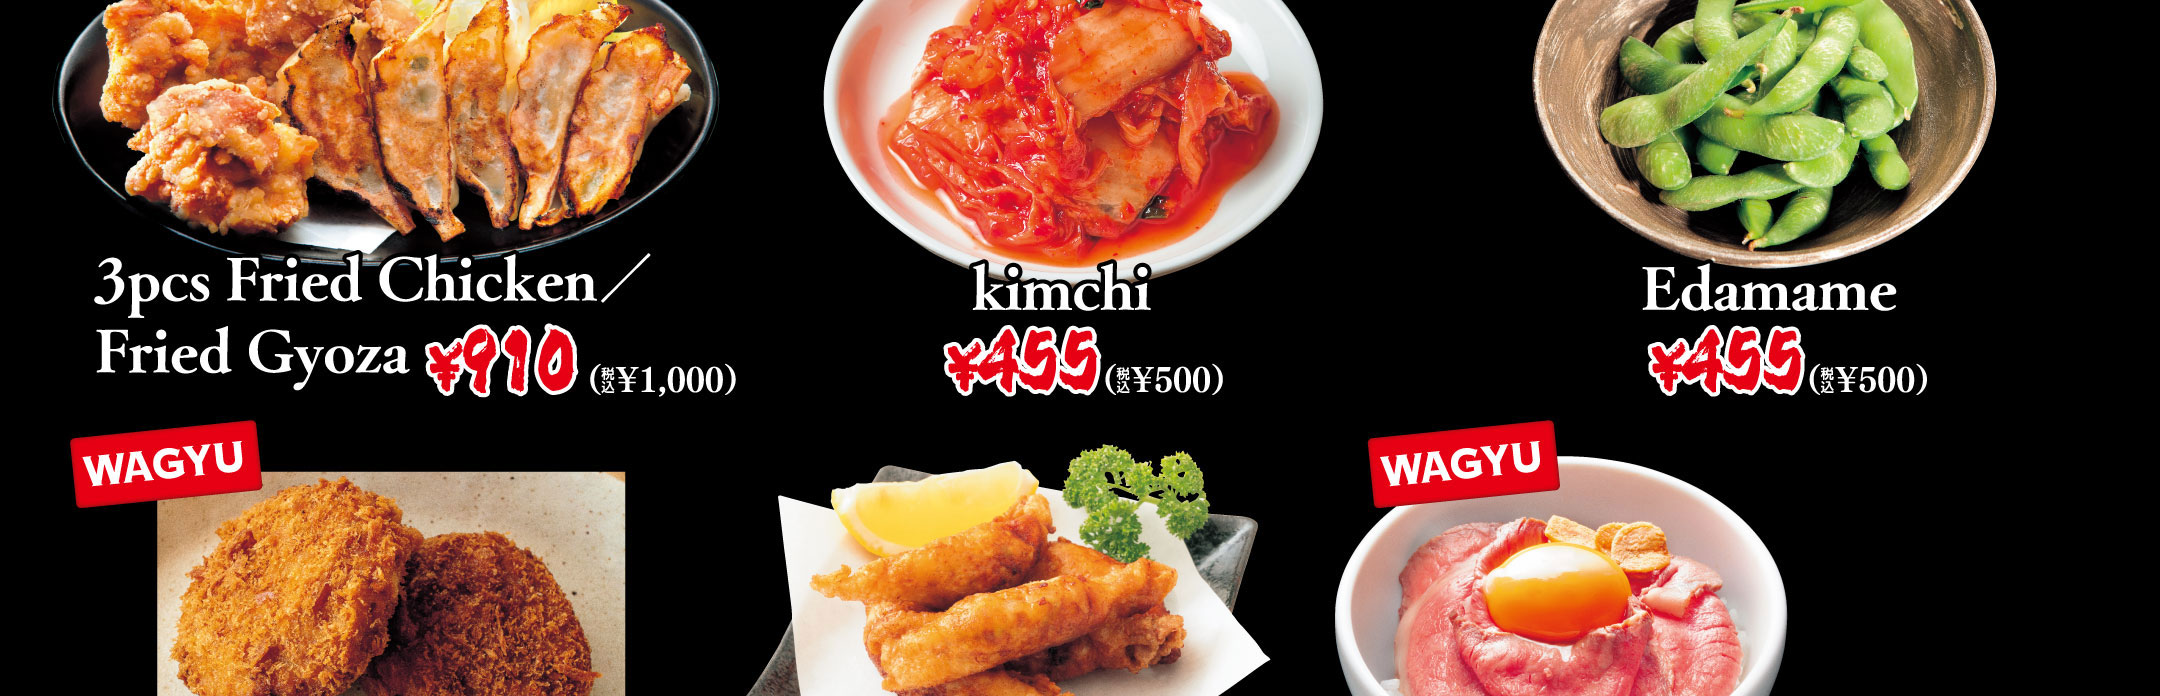 3pcs Fried Chicken／
Fried Gyoza ¥910 (税込¥1,000)
kimchi
¥455 (税込¥500)
Edamame
¥455 (税込¥500)
WAGYU
WAGYU